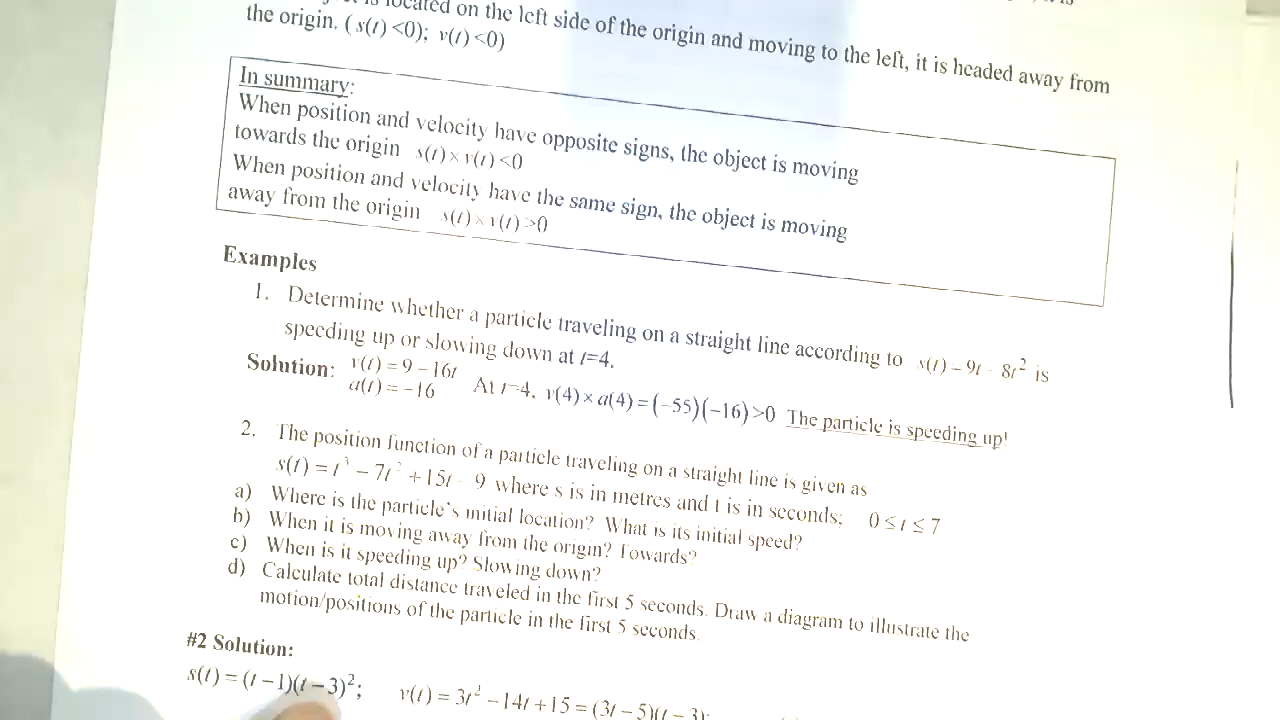 located on the left side of the origin and moving to the left, it is headed away from
the origin. ( s(t) <0); v(t) <0)
In summary:
When position and velocity have opposite signs, the object is moving
towards the origin s(t)×v(t) <0
When position and velocity have the same sign, the object is moving
away from the origin s(t)×v(t) >0
Examples
1. Determine whether a particle traveling on a straight line according to s(t) = 9t - 8t² is
speeding up or slowing down at t=4.
Solution: v(t) = 9 – 16t
a(t) = –16 At t=4, v(4)× a(4) = (–55)(–16)>0 The particle is speeding up!
2. The position function of a particle traveling on a straight line is given as
s(t) = t³ – 7t² +15t - 9 where s is in metres and t is in seconds; 0 ≤ t ≤ 7
a) Where is the particle's initial location? What is its initial speed?
b) When it is moving away from the origin? Towards?
c) When is it speeding up? Slowing down?
d) Calculate total distance traveled in the first 5 seconds. Draw a diagram to illustrate the
motion/positions of the particle in the first 5 seconds.
#2 Solution:
s(t) = (t –1)(t –3)²; v(t) = 3t² –14t +15 = (3t – 5)(t – 3);